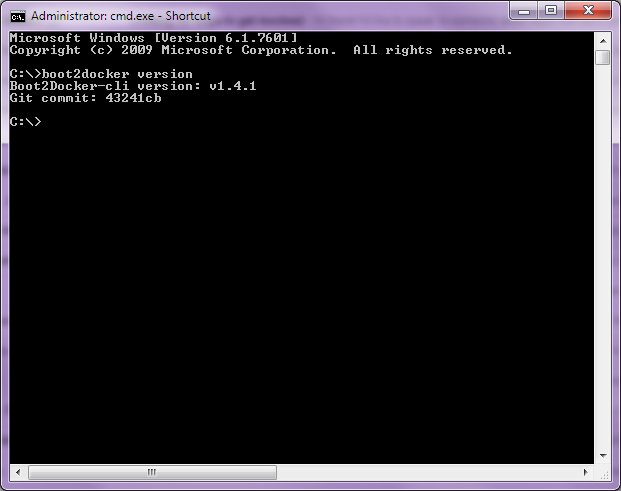 Administrator: cmd.exe - Shortcut
Microsoft Windows [Version 6.1.7601]
Copyright (c) 2009 Microsoft Corporation.  All rights reserved.
C:\>boot2docker version
Boot2Docker-cli version: v1.4.1
Git commit: 43241cb
C:\>